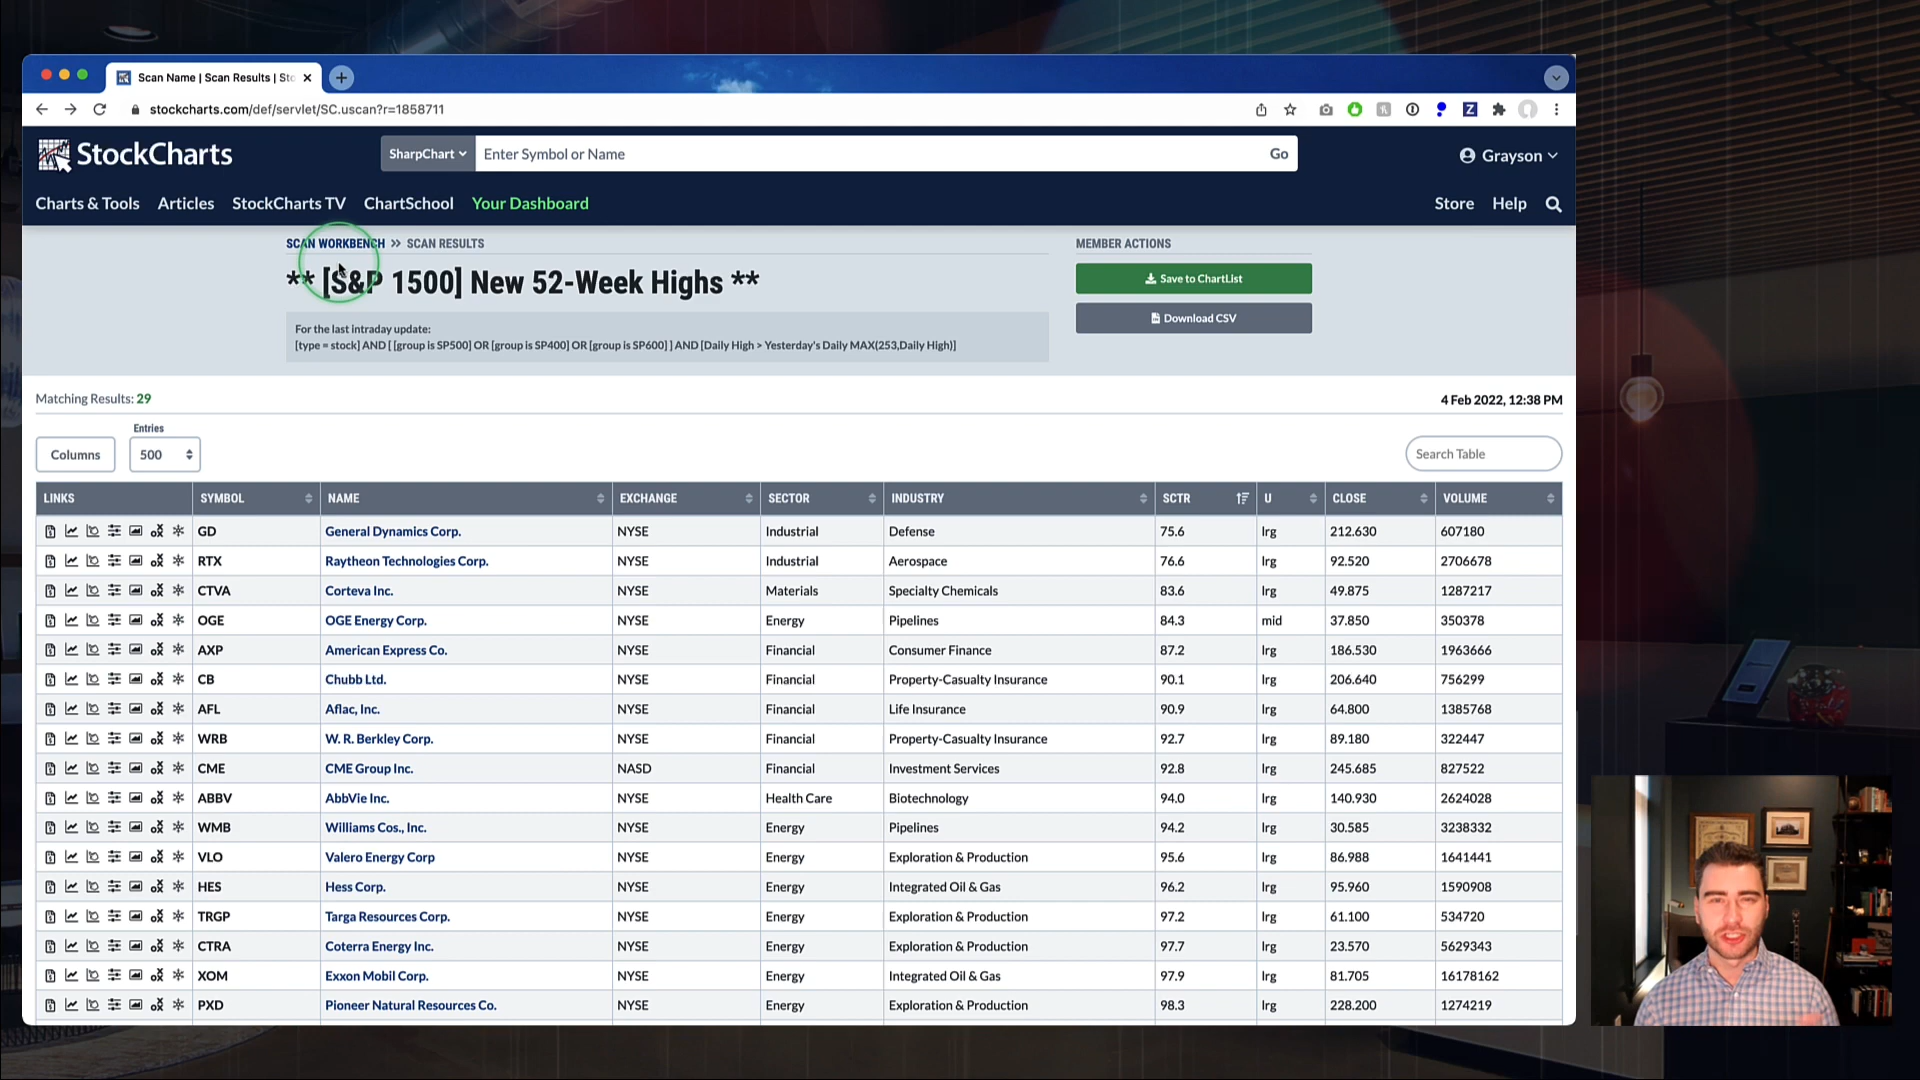 Scan Name | Scan Results | Sto
stockcharts.com/def/servlet/SC.uscan?r=1858711
StockCharts
SharpChart
Enter Symbol or Name
Go
Grayson
Charts & Tools
Articles
StockCharts TV
ChartSchool
Your Dashboard
Store
Help
SCAN WORKBENCH >> SCAN RESULTS
MEMBER ACTIONS
** [S&P 1500] New 52-Week Highs **
Save to ChartList
Download CSV
For the last intraday update:
[type = stock] AND [ [group is SP500] OR [group is SP400] OR [group is SP600] ] AND [Daily High > Yesterday's Daily MAX(253,Daily High)]
Matching Results: 29
4 Feb 2022, 12:38 PM
Entries
Columns
500
Search Table
LINKS SYMBOL NAME EXCHANGE SECTOR INDUSTRY SCTR U CLOSE VOLUME
GD General Dynamics Corp. NYSE Industrial Defense 75.6 lrg 212.630 607180
RTX Raytheon Technologies Corp. NYSE Industrial Aerospace 76.6 lrg 92.520 2706678
CTVA Corteva Inc. NYSE Materials Specialty Chemicals 83.6 lrg 49.875 1287217
OGE OGE Energy Corp. NYSE Energy Pipelines 84.3 mid 37.850 350378
AXP American Express Co. NYSE Financial Consumer Finance 87.2 lrg 186.530 1963666
CB Chubb Ltd. NYSE Financial Property-Casualty Insurance 90.1 lrg 206.640 756299
AFL Aflac, Inc. NYSE Financial Life Insurance 90.9 lrg 64.800 1385768
WRB W. R. Berkley Corp. NYSE Financial Property-Casualty Insurance 92.7 lrg 89.180 322447
CME CME Group Inc. NASD Financial Investment Services 92.8 lrg 245.685 827522
ABBV AbbVie Inc. NYSE Health Care Biotechnology 94.0 lrg 140.930 2624028
WMB Williams Cos., Inc. NYSE Energy Pipelines 94.2 lrg 30.585 3238332
VLO Valero Energy Corp NYSE Energy Exploration & Production 95.6 lrg 86.988 1641441
HES Hess Corp. NYSE Energy Integrated Oil & Gas 96.2 lrg 95.960 1590908
TRGP Targa Resources Corp. NYSE Energy Exploration & Production 97.2 lrg 61.100 534720
CTRA Coterra Energy Inc. NYSE Energy Exploration & Production 97.7 lrg 23.570 5629343
XOM Exxon Mobil Corp. NYSE Energy Integrated Oil & Gas 97.9 lrg 81.705 16178162
PXD Pioneer Natural Resources Co. NYSE Energy Exploration & Production 98.3 lrg 228.200 1274219